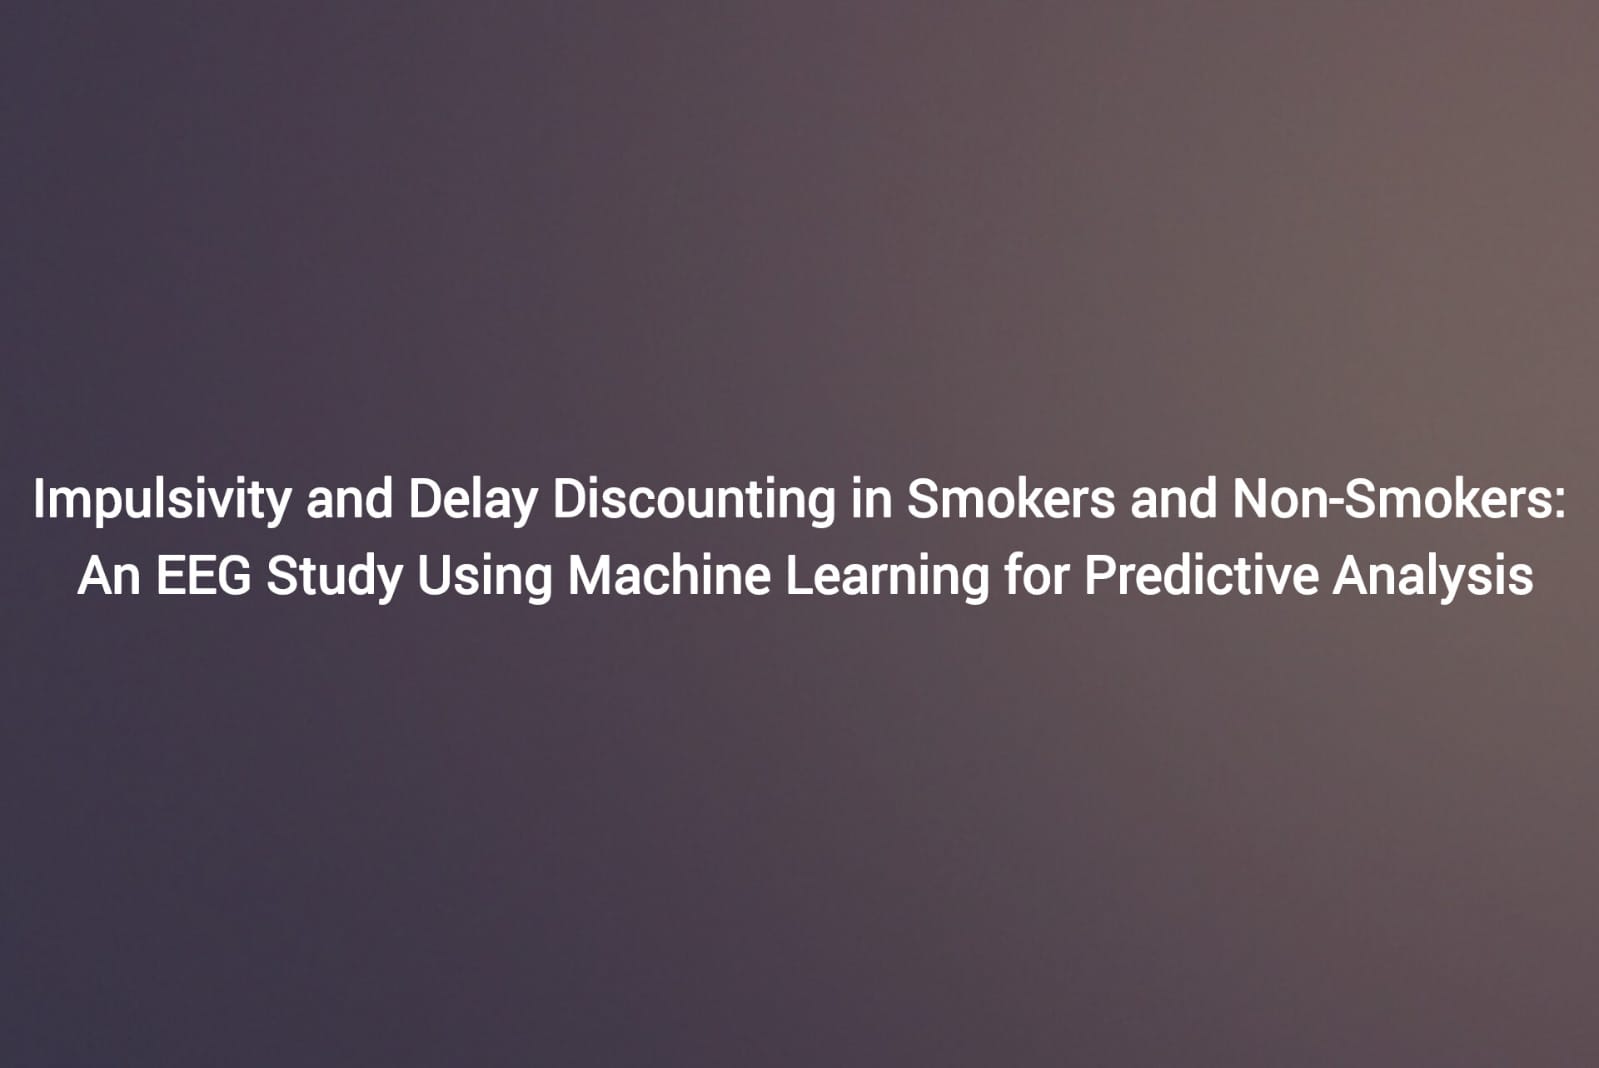 Impulsivity and Delay Discounting in Smokers and Non-Smokers:
An EEG Study Using Machine Learning for Predictive Analysis